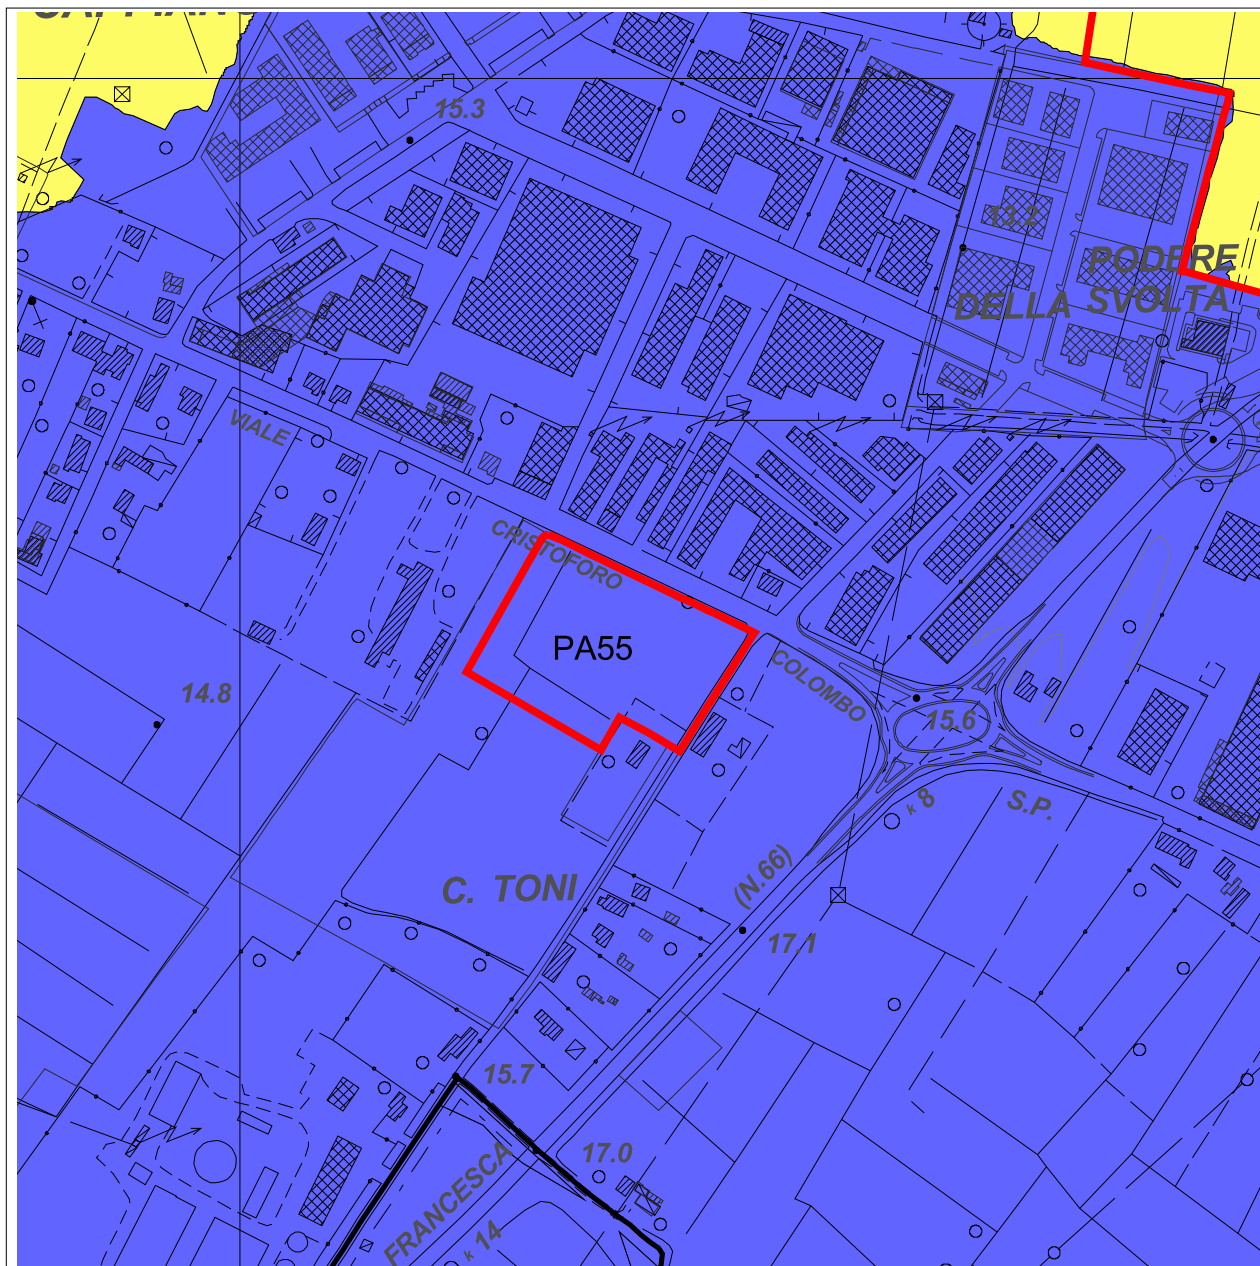 15.3
13.2
PODERE
DELLA SVOLTA
VIALE
CRISTOFORO
PA55
COLOMBO
14.8
15.6
k 8
S.P.
C. TONI
(N.66)
17.1
15.7
17.0
FRANCESCA
k 14